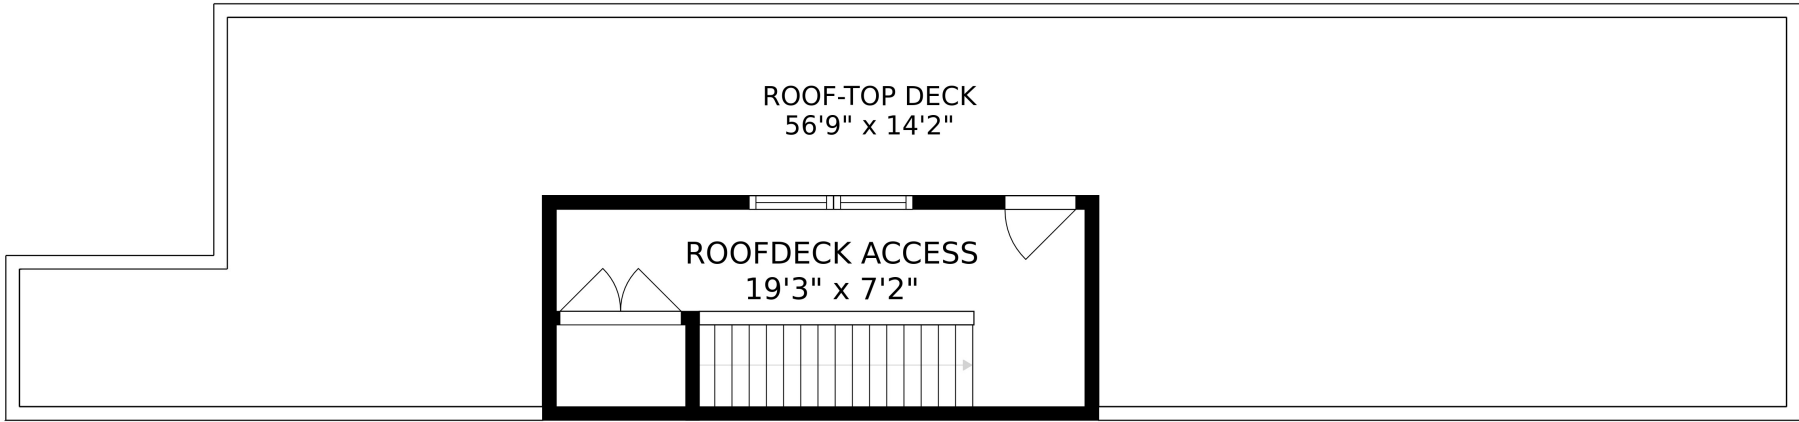 ROOF-TOP DECK
56'9" x 14'2"
ROOFDECK ACCESS
19'3" x 7'2"